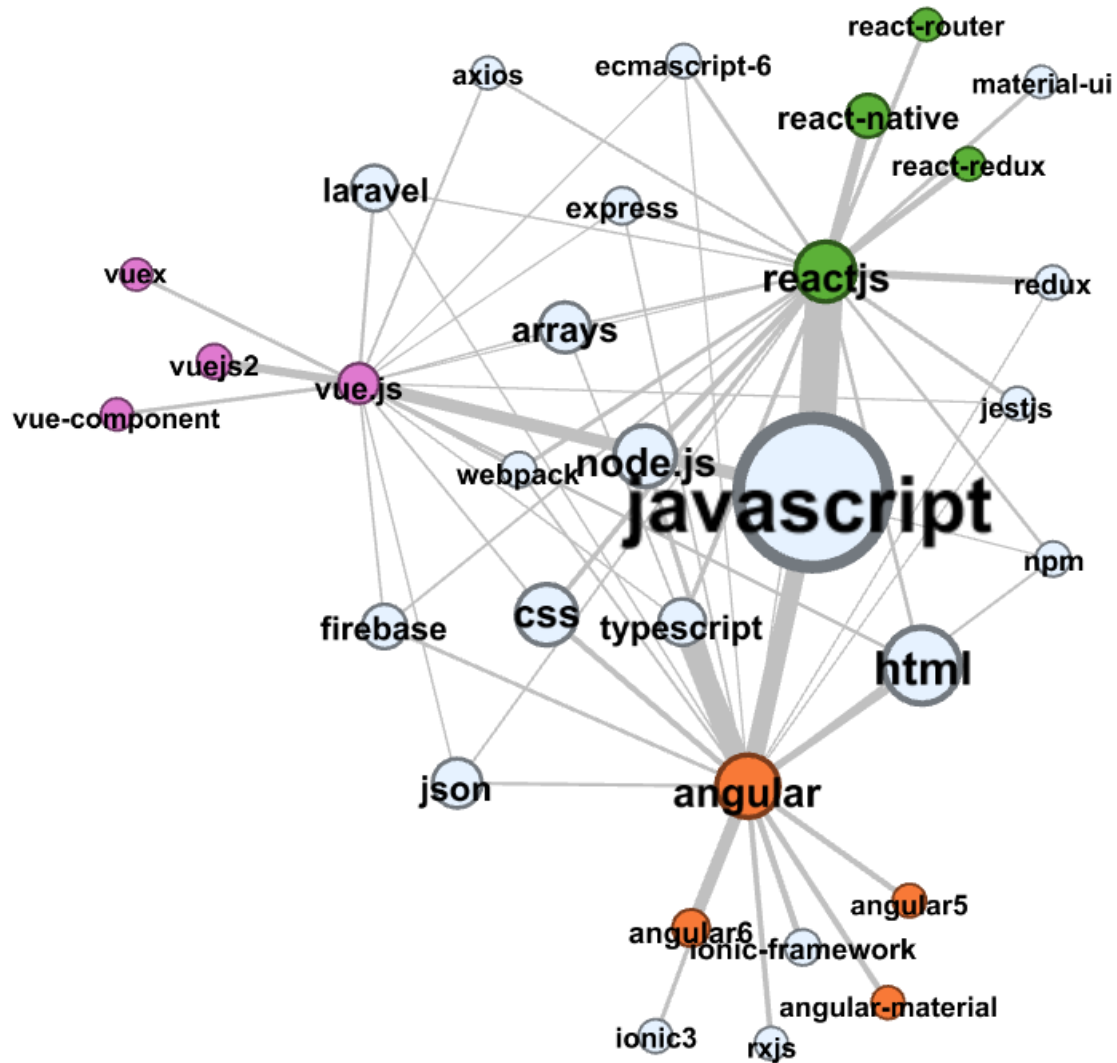 react-router
axios
ecmascript-6
material-ui
react-native
react-redux
laravel
express
vuex
reactjs
redux
arrays
vuejs2
vue.js
jestjs
vue-component
webpack
node.js
javascript
npm
firebase
css
typescript
html
json
angular
angular5
angular6
ionic-framework
angular-material
ionic3
rxjs